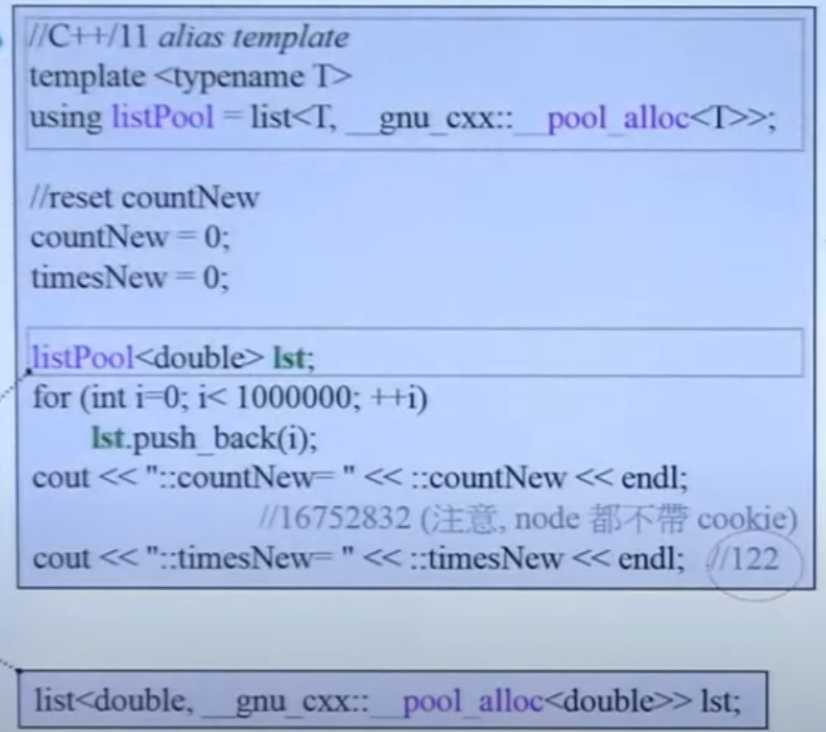 //C++/11 alias template
template <typename T>
using listPool = list<T, __gnu_cxx::__pool_alloc<T>>;
//reset countNew
countNew = 0;
timesNew = 0;
listPool<double> lst;
for (int i=0; i< 1000000; ++i)
lst.push_back(i);
cout << "::countNew= " << ::countNew << endl;
//16752832 (注意, node 都不帶 cookie)
cout << "::timesNew= " << ::timesNew << endl; //122
list<double, __gnu_cxx::__pool_alloc<double>> lst;